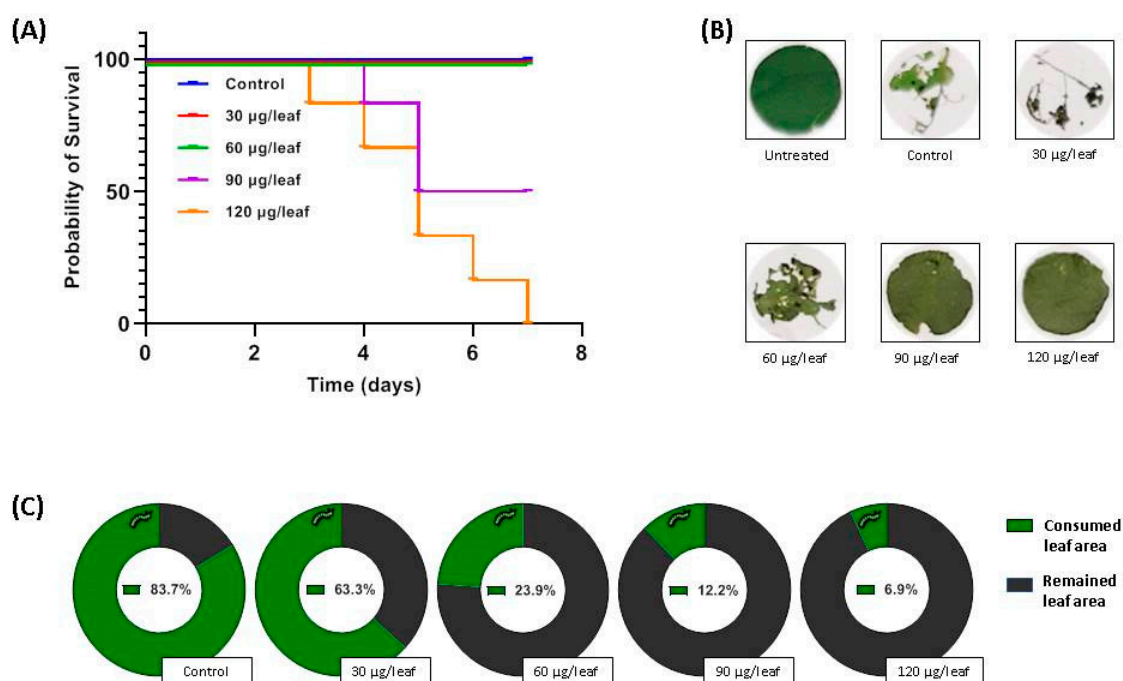 (A)
Probability of Survival
100
50
0
Control
30 µg/leaf
60 µg/leaf
90 µg/leaf
120 µg/leaf
0 2 4 6 8
Time (days)
(B)
Untreated Control 30 µg/leaf
60 µg/leaf 90 µg/leaf 120 µg/leaf
(C)
83.7% 63.3% 23.9% 12.2% 6.9%
Control 30 µg/leaf 60 µg/leaf 90 µg/leaf 120 µg/leaf
Consumed
leaf area
Remained
leaf area